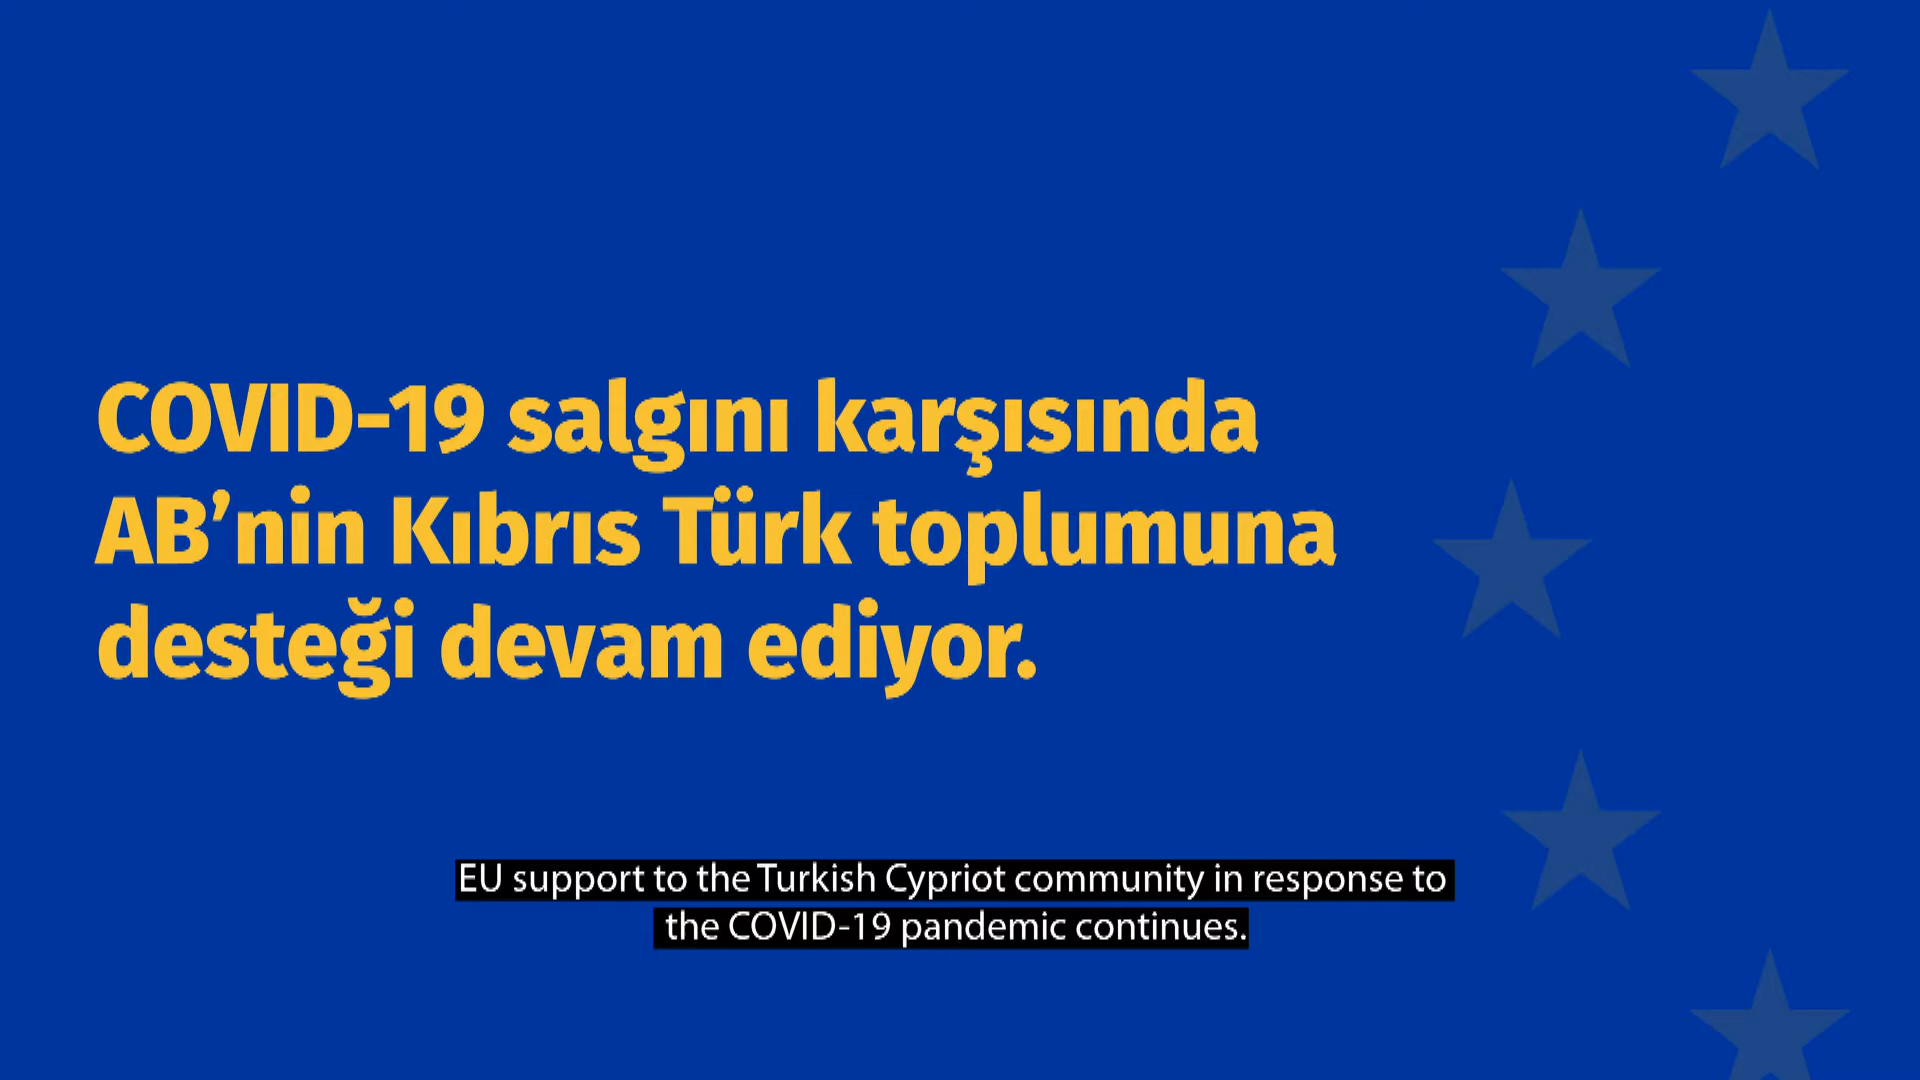 COVID-19 salgını karşısında
AB’nin Kıbrıs Türk toplumuna
desteği devam ediyor.
EU support to the Turkish Cypriot community in response to
the COVID-19 pandemic continues.